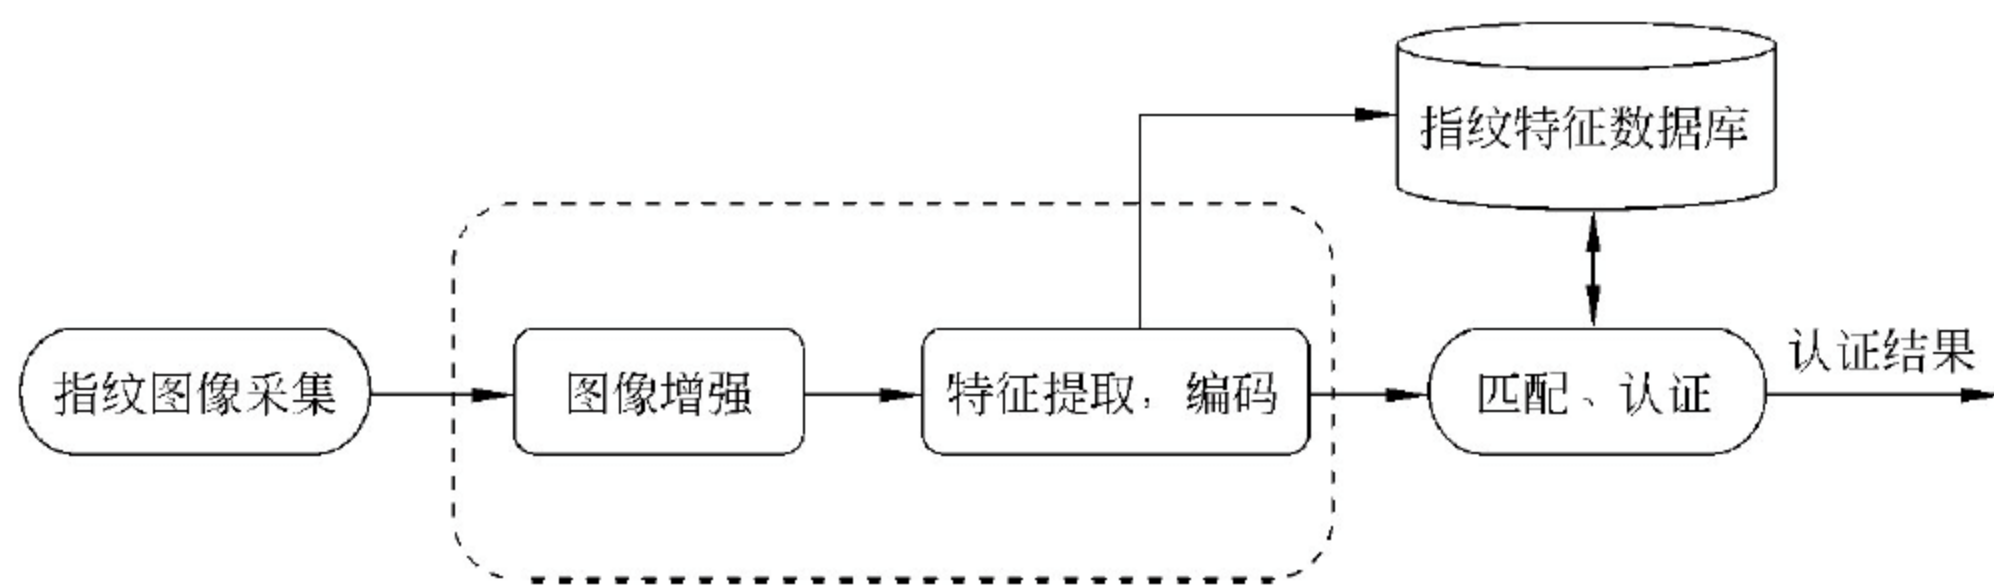 指纹特征数据库
认证结果
指纹图像采集
图像增强
特征提取，编码
匹配、认证